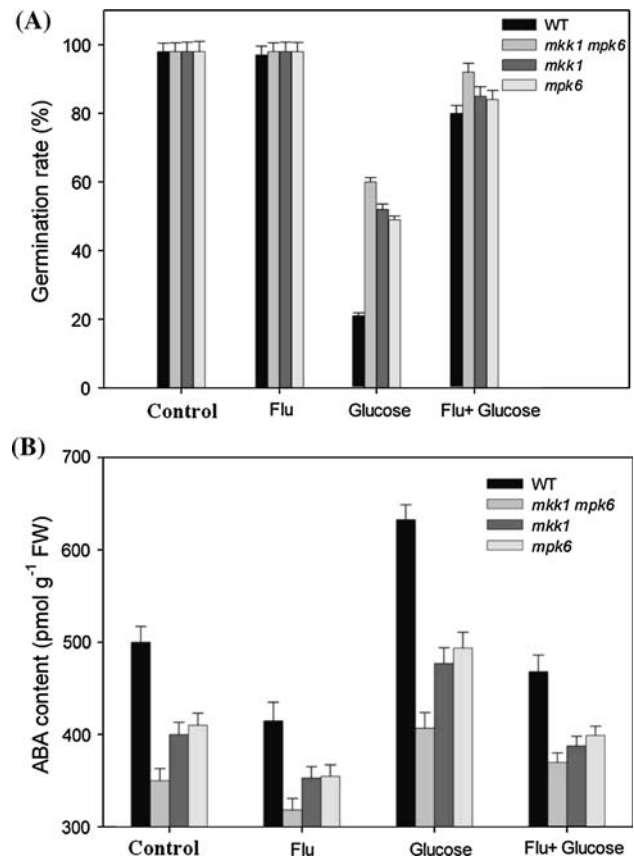 (A)
WT
mkk1 mpk6
mkk1
mpk6
Germination rate (%)
100
80
60
40
20
0
Control Flu Glucose Flu+ Glucose
(B)
WT
mkk1 mpk6
mkk1
mpk6
ABA content (pmol g-1 FW)
700
600
500
400
300
Control Flu Glucose Flu+ Glucose